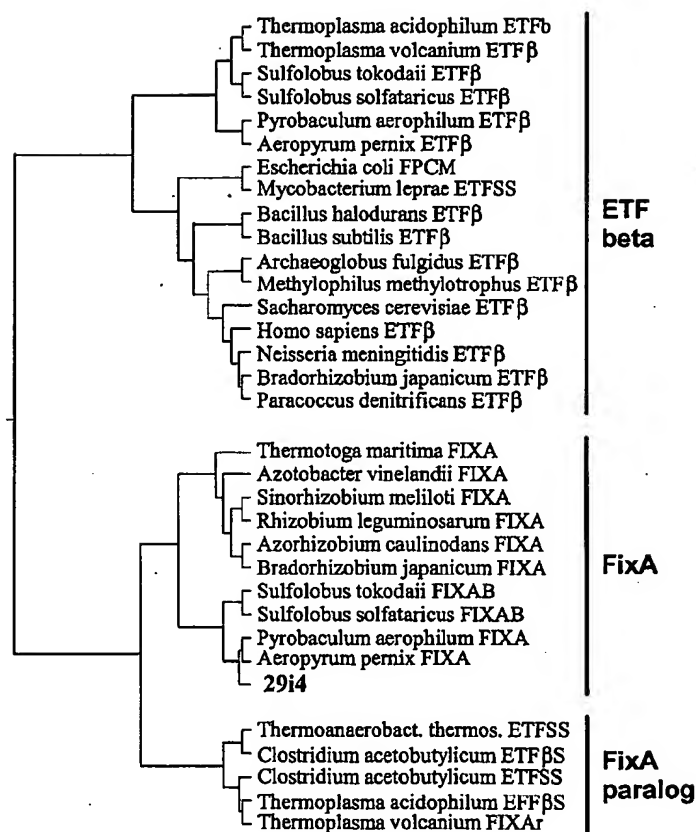 Thermoplasma acidophilum ETFb
Thermoplasma volcanium ETFβ
Sulfolobus tokodaii ETFβ
Sulfolobus solfataricus ETFβ
Pyrobaculum aerophilum ETFβ
Aeropyrum pernix ETFβ
Escherichia coli FPCM
Mycobacterium leprae ETFSS
Bacillus halodurans ETFβ
Bacillus subtilis ETFβ
Archaeoglobus fulgidus ETFβ
Methylophilus methylotrophus ETFβ
Sacharomyces cerevisiae ETFβ
Homo sapiens ETFβ
Neisseria meningitidis ETFβ
Bradorhizobium japanicum ETFβ
Paracoccus denitrificans ETFβ
ETF
beta
Thermotoga maritima FIXA
Azotobacter vinelandii FIXA
Sinorhizobium meliloti FIXA
Rhizobium leguminosarum FIXA
Azorhizobium caulinodans FIXA
Bradorhizobium japanicum FIXA
Sulfolobus tokodaii FIXAB
Sulfolobus solfataricus FIXAB
Pyrobaculum aerophilum FIXA
Aeropyrum pernix FIXA
29i4
FixA
Thermoanaerobact. thermos. ETFSS
Clostridium acetobutylicum ETFβS
Clostridium acetobutylicum ETFSS
Thermoplasma acidophilum EFFβS
Thermoplasma volcanium FIXAr
FixA
paralog